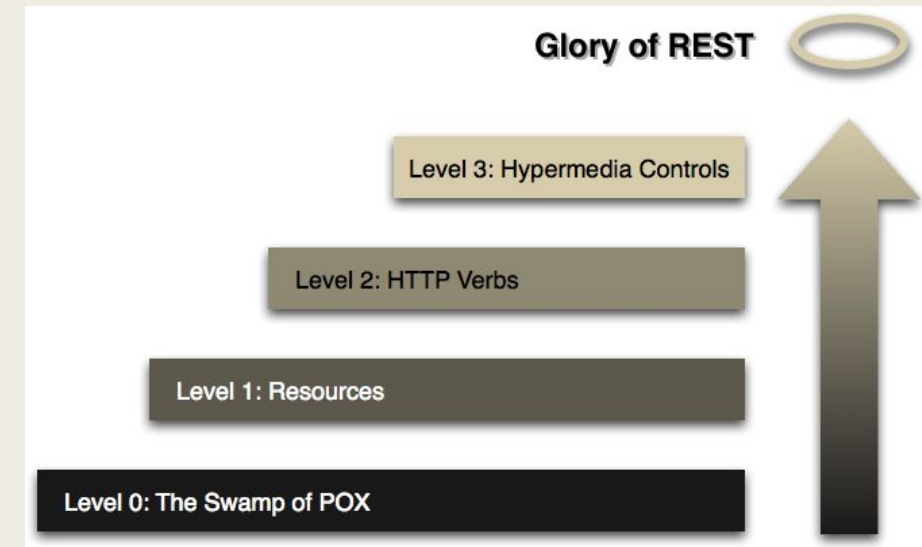 Glory of REST
Level 3: Hypermedia Controls
Level 2: HTTP Verbs
Level 1: Resources
Level 0: The Swamp of POX